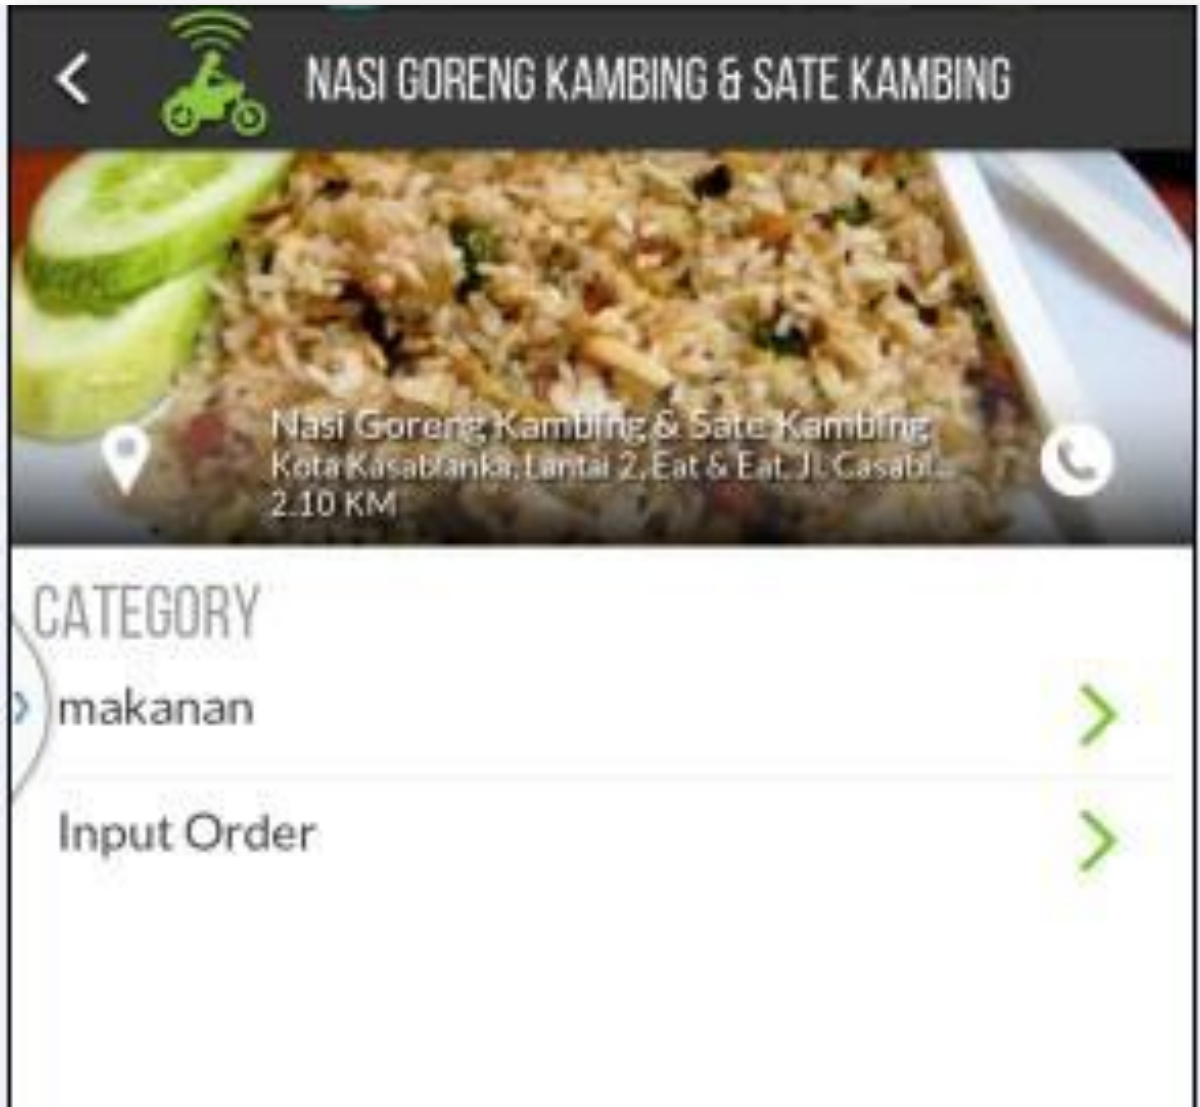 NASI GORENG KAMBING & SATE KAMBING
Nasi Goreng Kambing & Sate Kambing
Kota Kasablanka, Lantai 2, Eat & Eat, Jl. Casabl...
2.10 KM
CATEGORY
makanan
Input Order